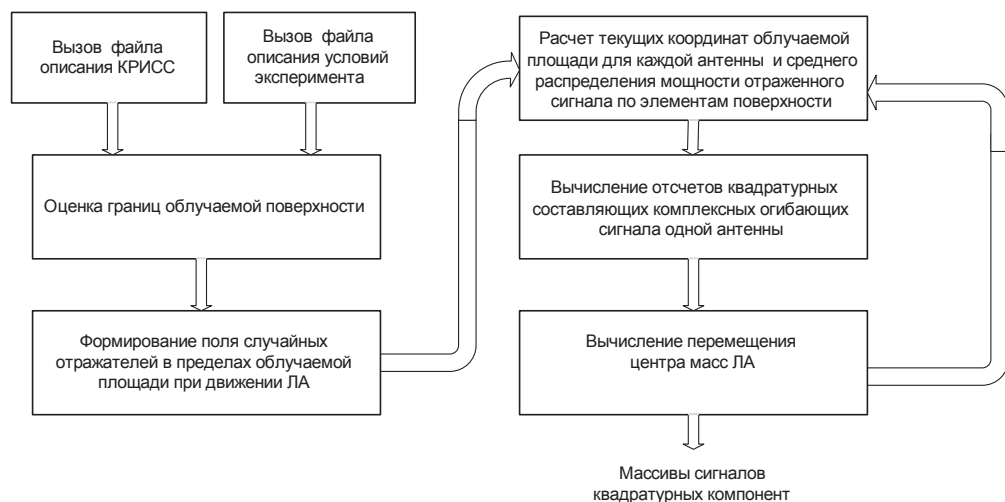 Вызов файла
описания КРИСС
Вызов файла
описания условий
эксперимента
Оценка границ облучаемой поверхности
Формирование поля случайных
отражателей в пределах облучаемой
площади при движении ЛА
Расчет текущих координат облучаемой
площади для каждой антенны и среднего
распределения мощности отраженного
сигнала по элементам поверхности
Вычисление отсчетов квадратурных
составляющих комплексных огибающих
сигнала одной антенны
Вычисление перемещения
центра масс ЛА
Массивы сигналов
квадратурных компонент